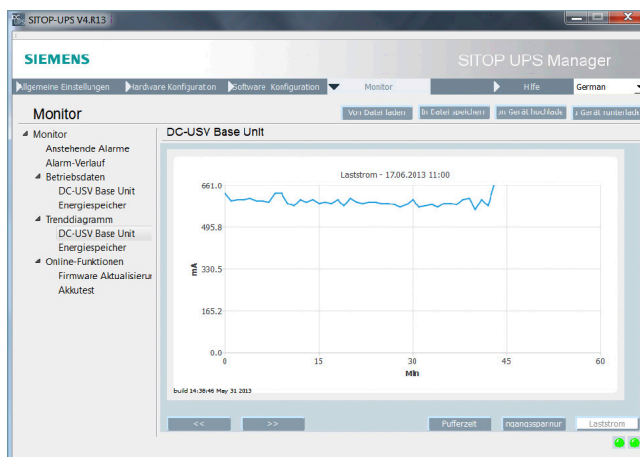 SITOP-UPS V4.R13
SIEMENS
SITOP UPS Manager
Allgemeine Einstellungen
Hardware Konfiguration
Software Konfiguration
Monitor
Hilfe
German
Monitor
Von Datei laden
In Datei speichern
on Gerät hochlade
u Gerät runterlade
Monitor
Anstehende Alarme
Alarm-Verlauf
Betriebsdaten
DC-USV Base Unit
Energiespeicher
Trenddiagramm
DC-USV Base Unit
Energiespeicher
Online-Funktionen
Firmware Aktualisierur
Akkutest
DC-USV Base Unit
Laststrom - 17.06.2013 11:00
661.0
495.8
330.5
165.2
0.0
mA
0 15 30 45 60
Min
build 14:36:46 May 31 2013
<< >>
Pufferzeit
ngangsspannur
Laststrom